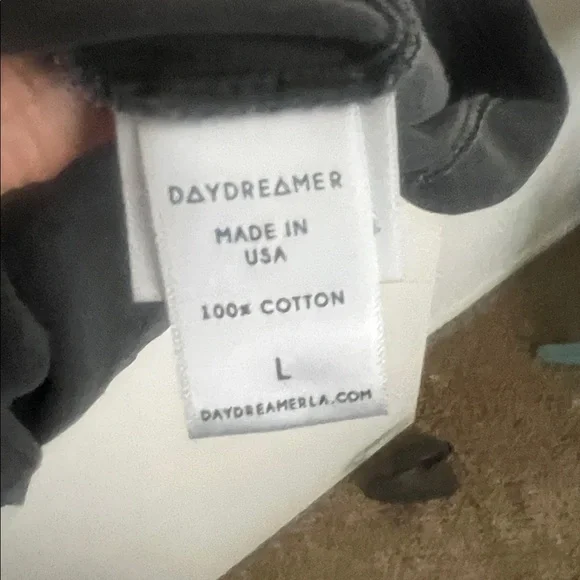 DAYDREAMER
MADE IN
USA
100% COTTON
L
DAYDREAMERLA.COM